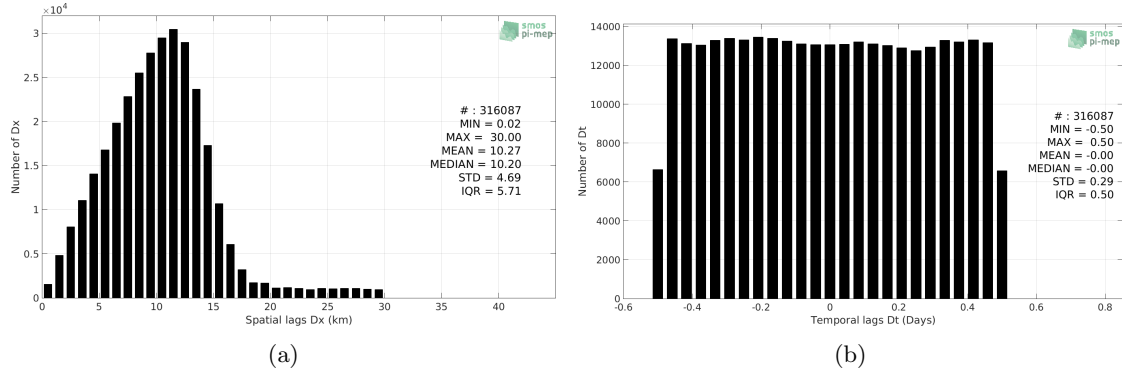 ×10⁴
3
2.5
2
1.5
1
0.5
0
Number of Dx
0 5 10 15 20 25 30 35 40
Spatial lags Dx (km)
smos
pi-mep
# : 316087
MIN = 0.02
MAX = 30.00
MEAN = 10.27
MEDIAN = 10.20
STD = 4.69
IQR = 5.71
(a)
14000
12000
10000
8000
6000
4000
2000
0
Number of Dt
-0.6 -0.4 -0.2 0 0.2 0.4 0.6 0.8
Temporal lags Dt (Days)
smos
pi-mep
# : 316087
MIN = -0.50
MAX = 0.50
MEAN = -0.00
MEDIAN = -0.00
STD = 0.29
IQR = 0.50
(b)